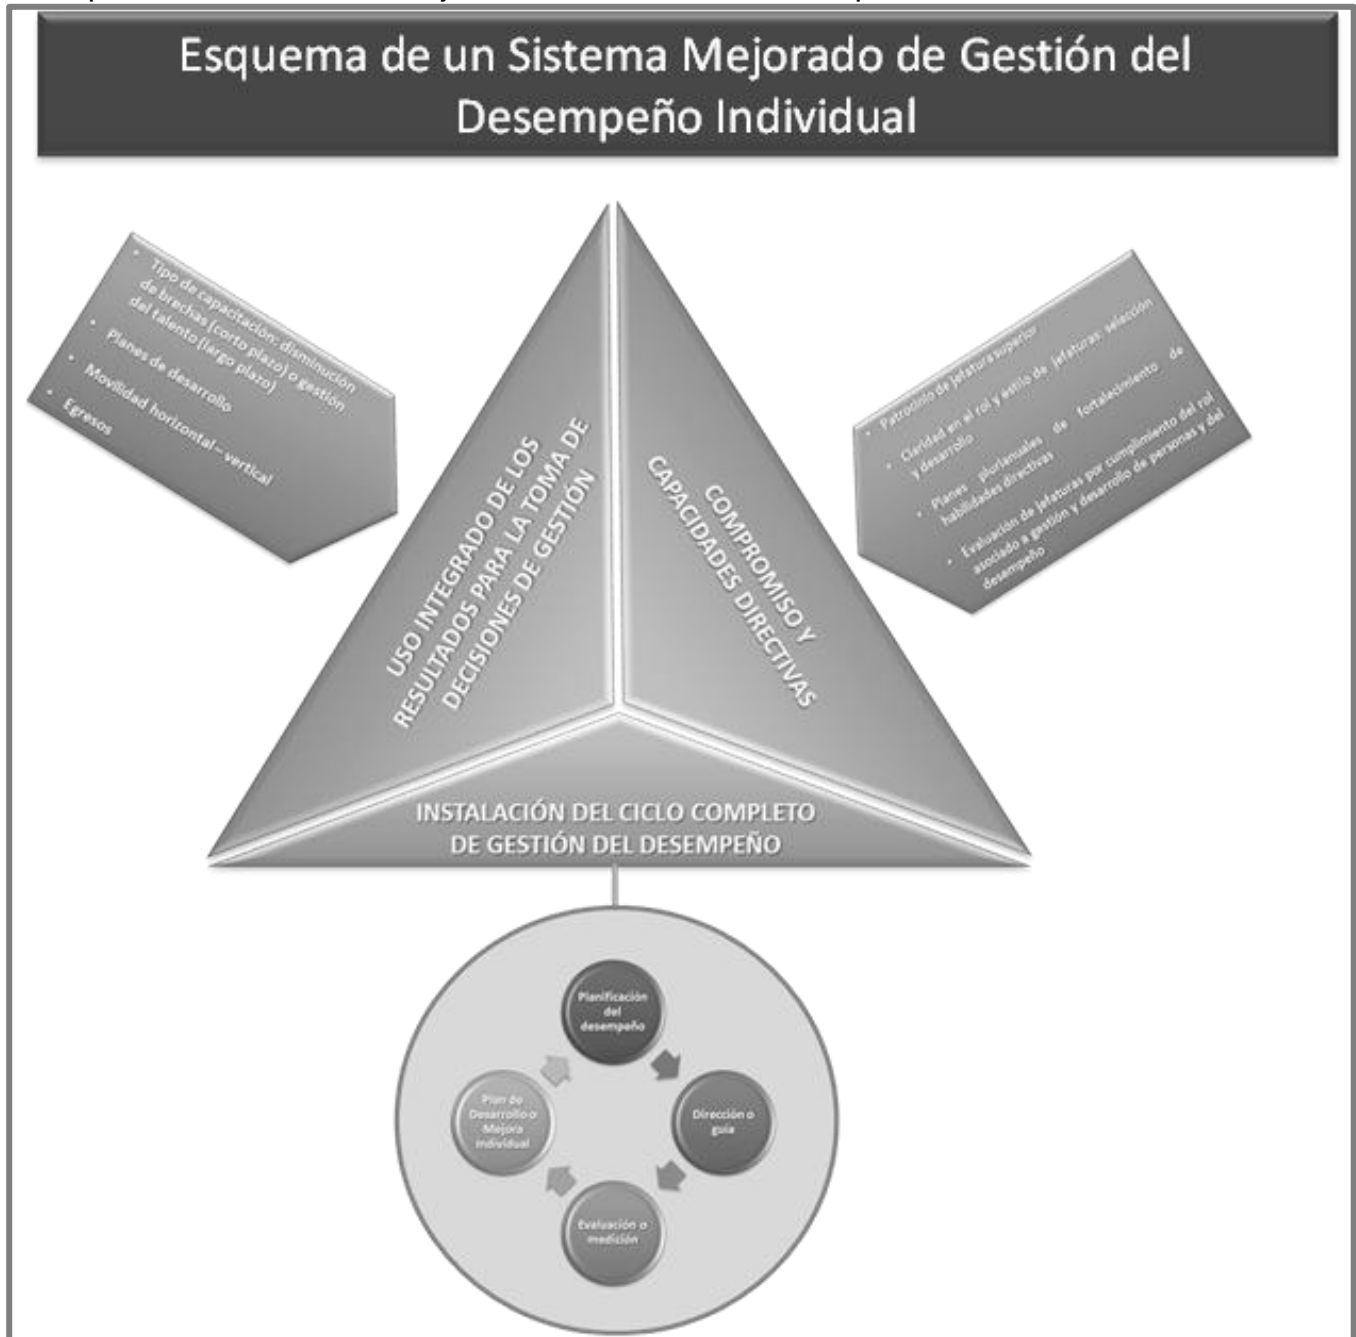 Esquema de un Sistema Mejorado de Gestión del
Desempeño Individual
• Tipo de capacitación: disminución
de brechas (corto plazo) o gestión
del talento (largo plazo)
• Planes de desarrollo
• Movilidad horizontal – vertical
• Egresos
• Patrocinio de jefatura superior
• Claridad en el rol y estilo de jefaturas: selección
y desarrollo
• Planes plurianuales de fortalecimiento de
habilidades directivas
• Evaluación de jefaturas por cumplimiento del rol
asociado a gestión y desarrollo de personas y del
desempeño
USO INTEGRADO DE LOS
RESULTADOS PARA LA TOMA DE
DECISIONES DE GESTIÓN
COMPROMISO Y
CAPACIDADES DIRECTIVAS
INSTALACIÓN DEL CICLO COMPLETO
DE GESTIÓN DEL DESEMPEÑO
Planificación
del
desempeño
Dirección o
guia
Evaluación o
medición
Plan de
Desarrollo o
Mejora
Individual